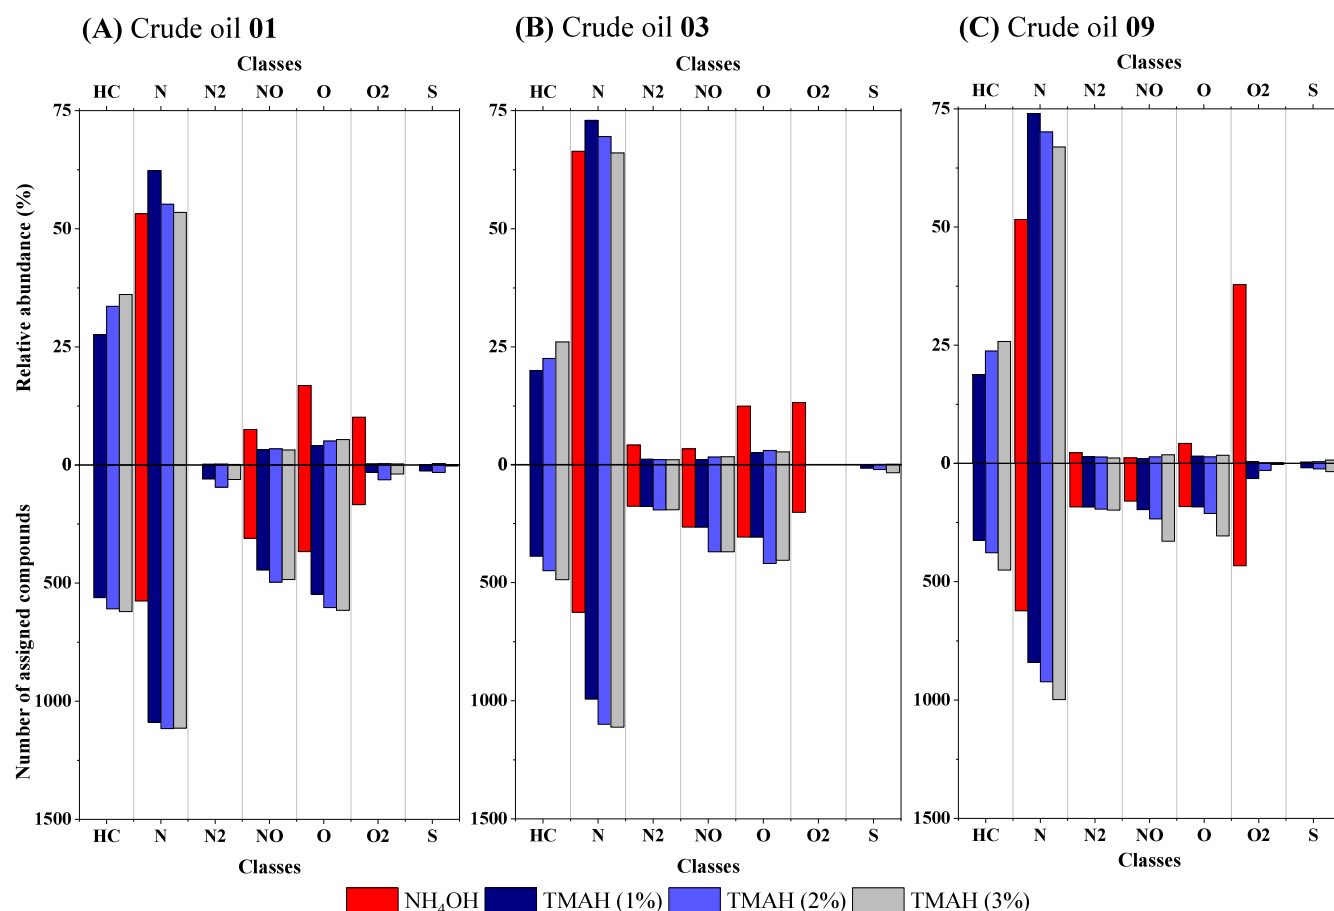 (A) Crude oil 01
(B) Crude oil 03
(C) Crude oil 09
Classes
Classes
Classes
HC N N2 NO O O2 S
HC N N2 NO O O2 S
HC N N2 NO O O2 S
75
50
25
0
500
1000
1500
75
50
25
0
500
1000
1500
75
50
25
0
500
1000
1500
Relative abundance (%)
Number of assigned compounds
HC N N2 NO O O2 S
HC N N2 NO O O2 S
HC N N2 NO O O2 S
Classes
Classes
Classes
NH₄OH TMAH (1%) TMAH (2%) TMAH (3%)